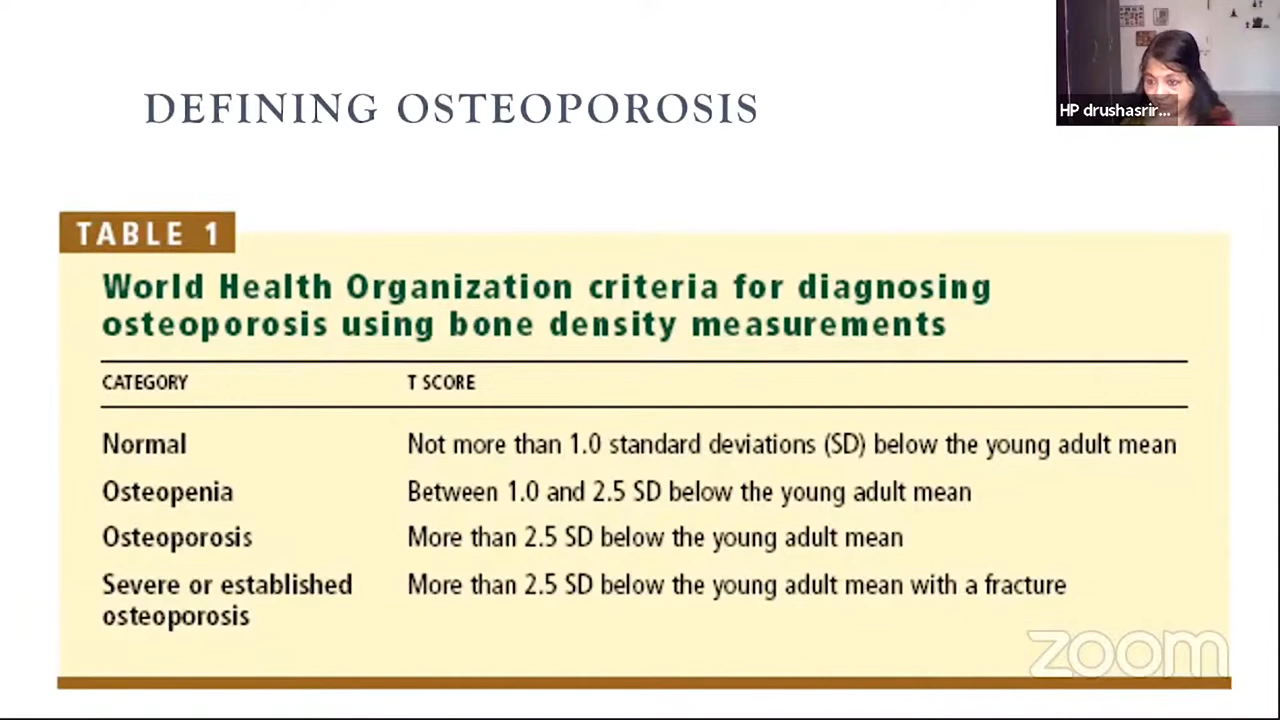 DEFINING OSTEOPOROSIS
HP drushasrir...
TABLE 1
World Health Organization criteria for diagnosing
osteoporosis using bone density measurements
CATEGORY T SCORE
Normal Not more than 1.0 standard deviations (SD) below the young adult mean
Osteopenia Between 1.0 and 2.5 SD below the young adult mean
Osteoporosis More than 2.5 SD below the young adult mean
Severe or established More than 2.5 SD below the young adult mean with a fracture
osteoporosis
zoom